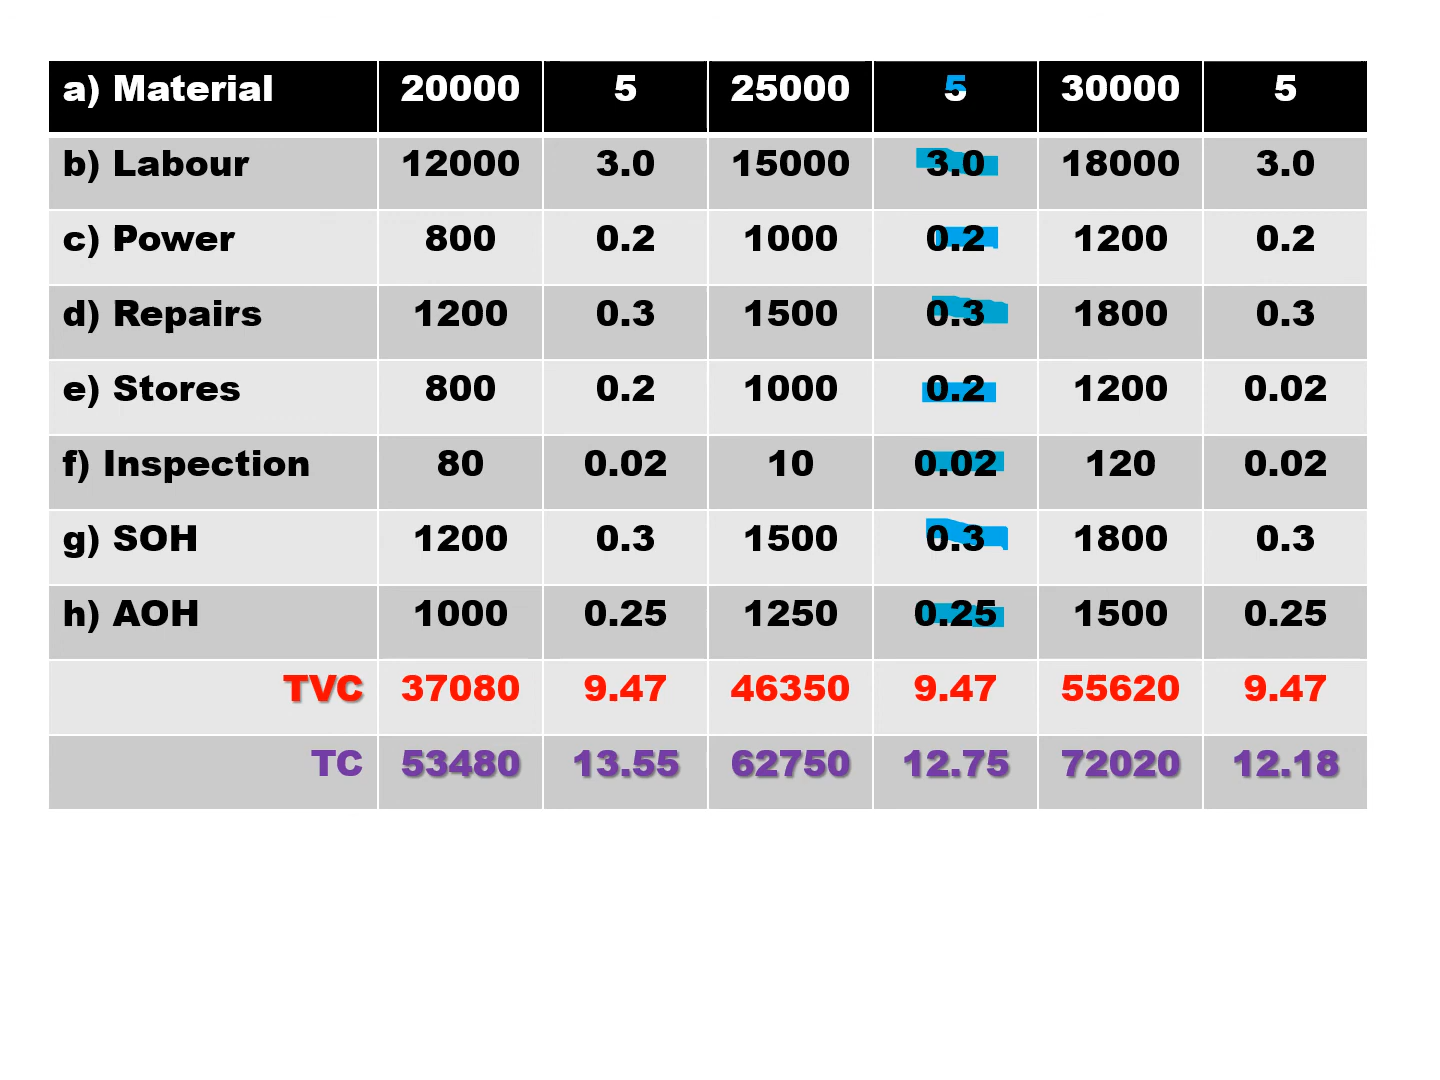 a) Material 20000 5 25000 5 30000 5
b) Labour 12000 3.0 15000 3.0 18000 3.0
c) Power 800 0.2 1000 0.2 1200 0.2
d) Repairs 1200 0.3 1500 0.3 1800 0.3
e) Stores 800 0.2 1000 0.2 1200 0.02
f) Inspection 80 0.02 10 0.02 120 0.02
g) SOH 1200 0.3 1500 0.3 1800 0.3
h) AOH 1000 0.25 1250 0.25 1500 0.25
TVC 37080 9.47 46350 9.47 55620 9.47
TC 53480 13.55 62750 12.75 72020 12.18